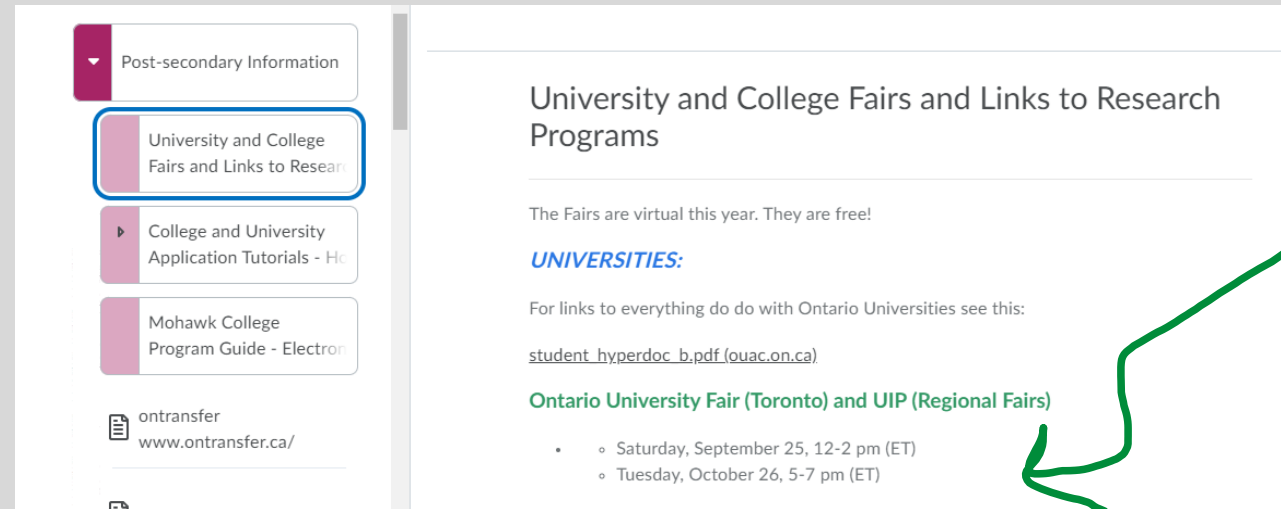 Post-secondary Information
University and College
Fairs and Links to Resear
College and University
Application Tutorials - Ho
Mohawk College
Program Guide - Electron
ontransfer
www.ontransfer.ca/
University and College Fairs and Links to Research
Programs
The Fairs are virtual this year. They are free!
UNIVERSITIES:
For links to everything do do with Ontario Universities see this:
student_hyperdoc_b.pdf (ouac.on.ca)
Ontario University Fair (Toronto) and UIP (Regional Fairs)
Saturday, September 25, 12-2 pm (ET)
Tuesday, October 26, 5-7 pm (ET)